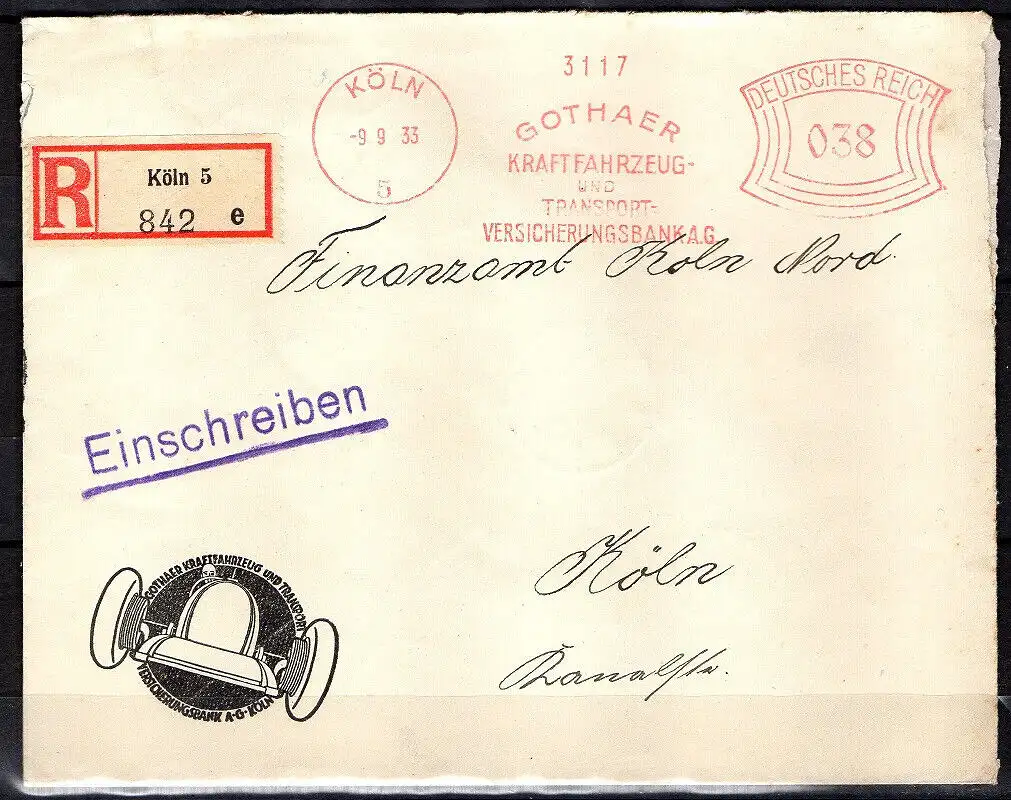 KÖLN
-9 9 33
5
3117
GOTHAER
KRAFTFAHRZEUG-
UND
TRANSPORT-
VERSICHERUNGSBANK A.G.
DEUTSCHES REICH
038
R
Köln 5
842 e
Finanzamt Köln Nord.
Einschreiben
Köln
Kanalstr.
GOTHAER KRAFTFAHRZEUG UND TRANSPORT
VERSICHERUNGSBANK A-G-KÖLN